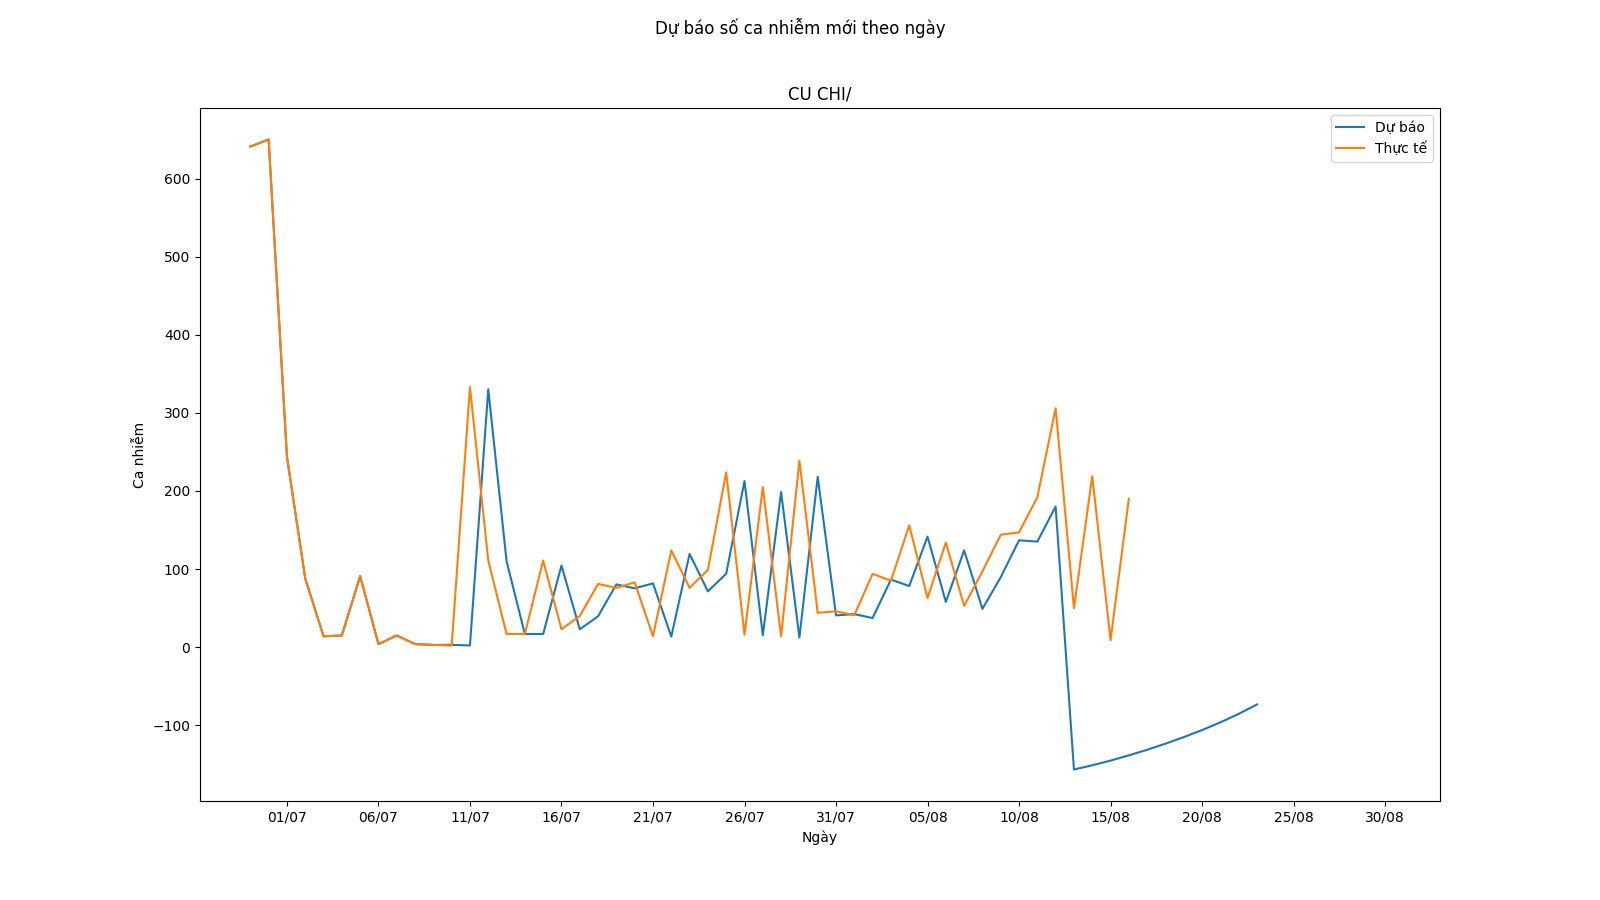 Dự báo số ca nhiễm mới theo ngày
CU CHI/
Dự báo
Thực tế
600
500
400
300
200
100
0
−100
Ca nhiễm
01/07 06/07 11/07 16/07 21/07 26/07 31/07 05/08 10/08 15/08 20/08 25/08 30/08
Ngày